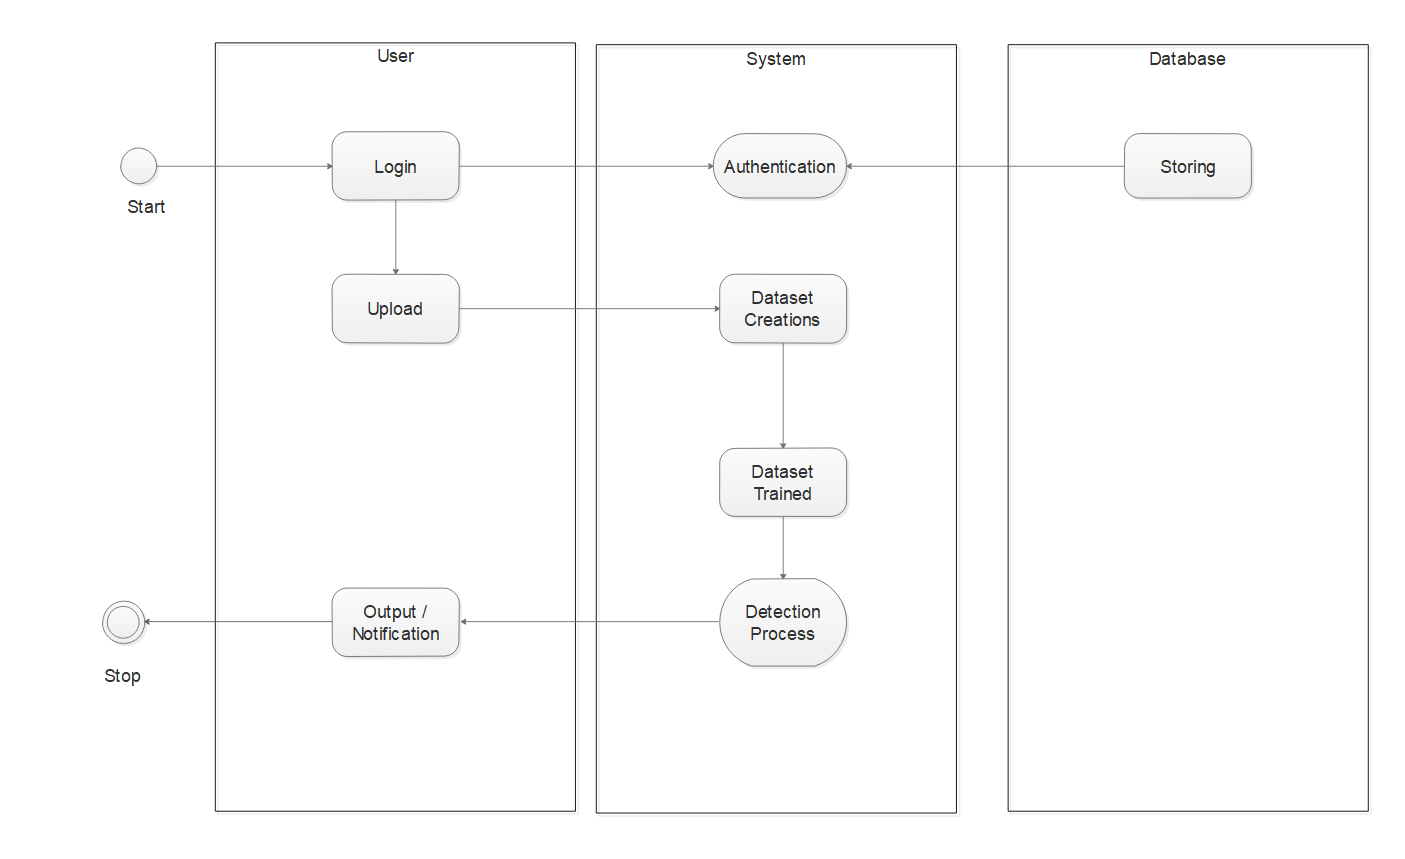 User
System
Database
Login
Authentication
Storing
Start
Upload
Dataset
Creations
Dataset
Trained
Output /
Notification
Detection
Process
Stop